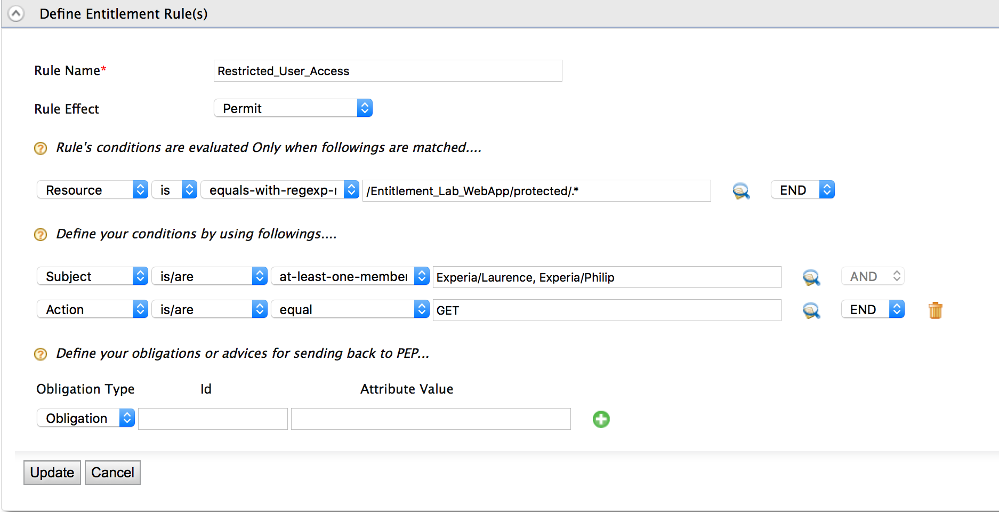 Define Entitlement Rule(s)
Rule Name*
Restricted_User_Access
Rule Effect
Permit
Rule's conditions are evaluated Only when followings are matched....
Resource is equals-with-regexp-r /Entitlement_Lab_WebApp/protected/.* END
Define your conditions by using followings....
Subject is/are at-least-one-member Experia/Laurence, Experia/Philip AND
Action is/are equal GET END
Define your obligations or advices for sending back to PEP...
Obligation Type Id Attribute Value
Obligation
Update Cancel